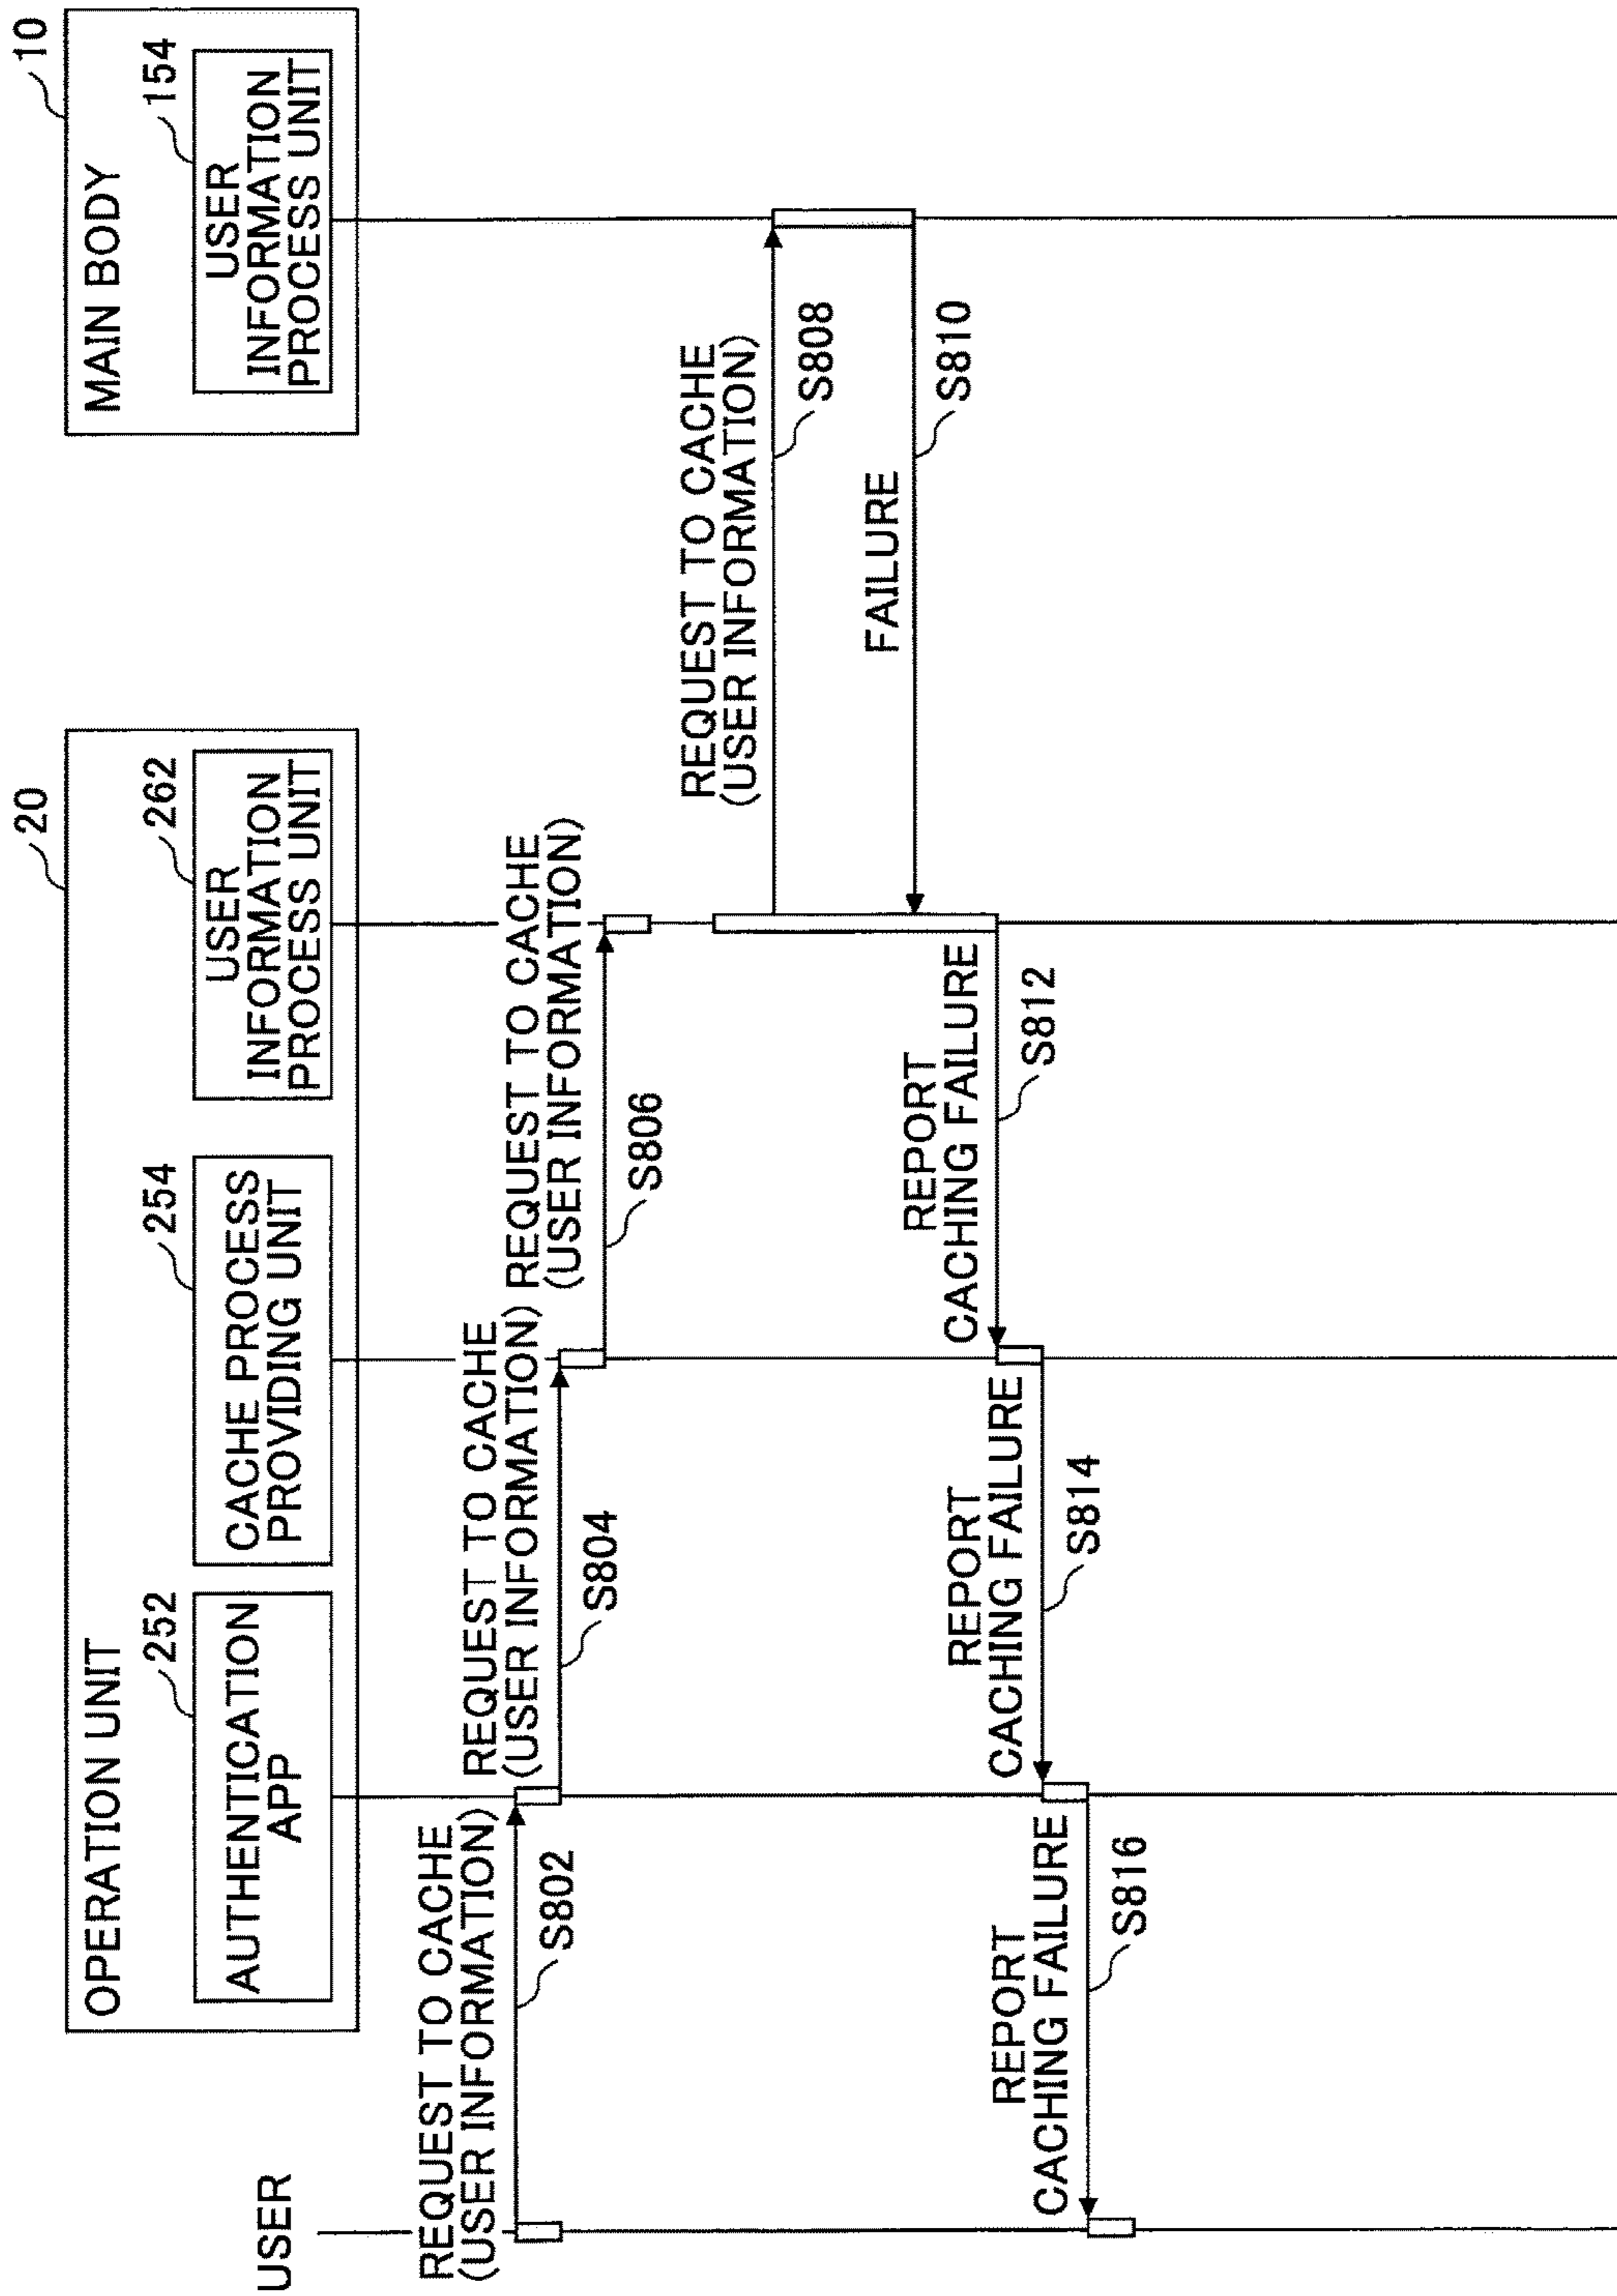 OPERATION UNIT
20
MAIN BODY
10
USER
AUTHENTICATION
APP
252
CACHE PROCESS
PROVIDING UNIT
254
USER
INFORMATION
PROCESS UNIT
262
USER
INFORMATION
PROCESS UNIT
154
REQUEST TO CACHE
(USER INFORMATION)
S802
REQUEST TO CACHE
(USER INFORMATION)
S804
REQUEST TO CACHE
(USER INFORMATION)
S806
REQUEST TO CACHE
(USER INFORMATION)
S808
FAILURE
S810
REPORT
CACHING FAILURE
S812
REPORT
CACHING FAILURE
S814
REPORT
CACHING FAILURE
S816